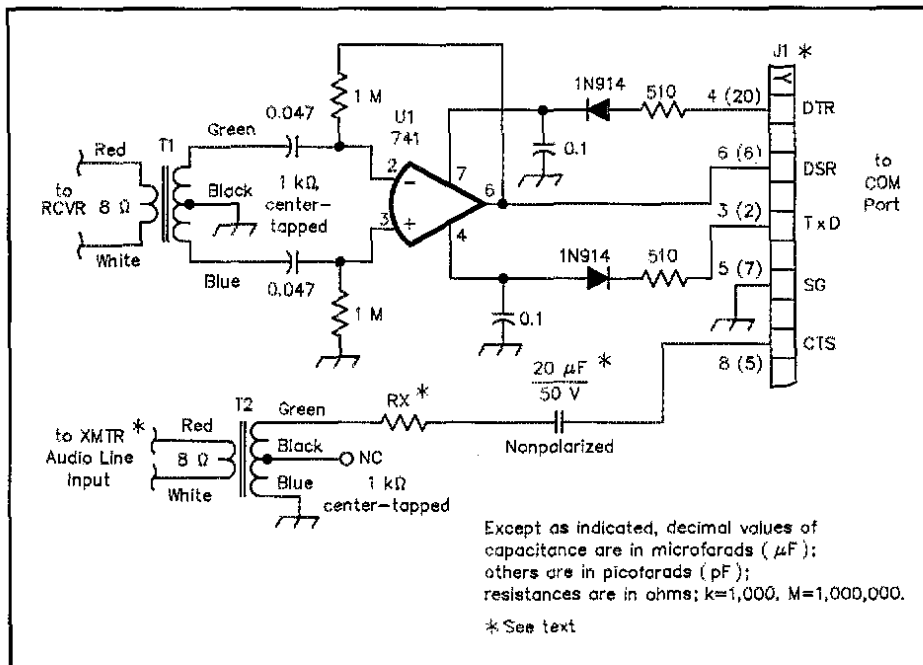 J1 *
1N914
510
4 (20)
DTR
1 M
0.047
U1
741
Green
T1
Red
to
RCVR
8 Ω
Black
1 kΩ,
center-
tapped
White
Blue
0.047
2
−
3
+
7
6
4
0.1
6 (6)
DSR
to
COM
Port
3 (2)
TxD
1N914
510
5 (7)
SG
1 M
0.1
CTS
8 (5)
20 μF *
50 V
Nonpolarized
RX *
T2
Green
to XMTR *
Audio Line
Input
Red
8 Ω
White
Black
NC
Blue
1 kΩ
center-tapped
Except as indicated, decimal values of
capacitance are in microfarads (μF);
others are in picofarads (pF);
resistances are in ohms; k=1,000, M=1,000,000.
* See text